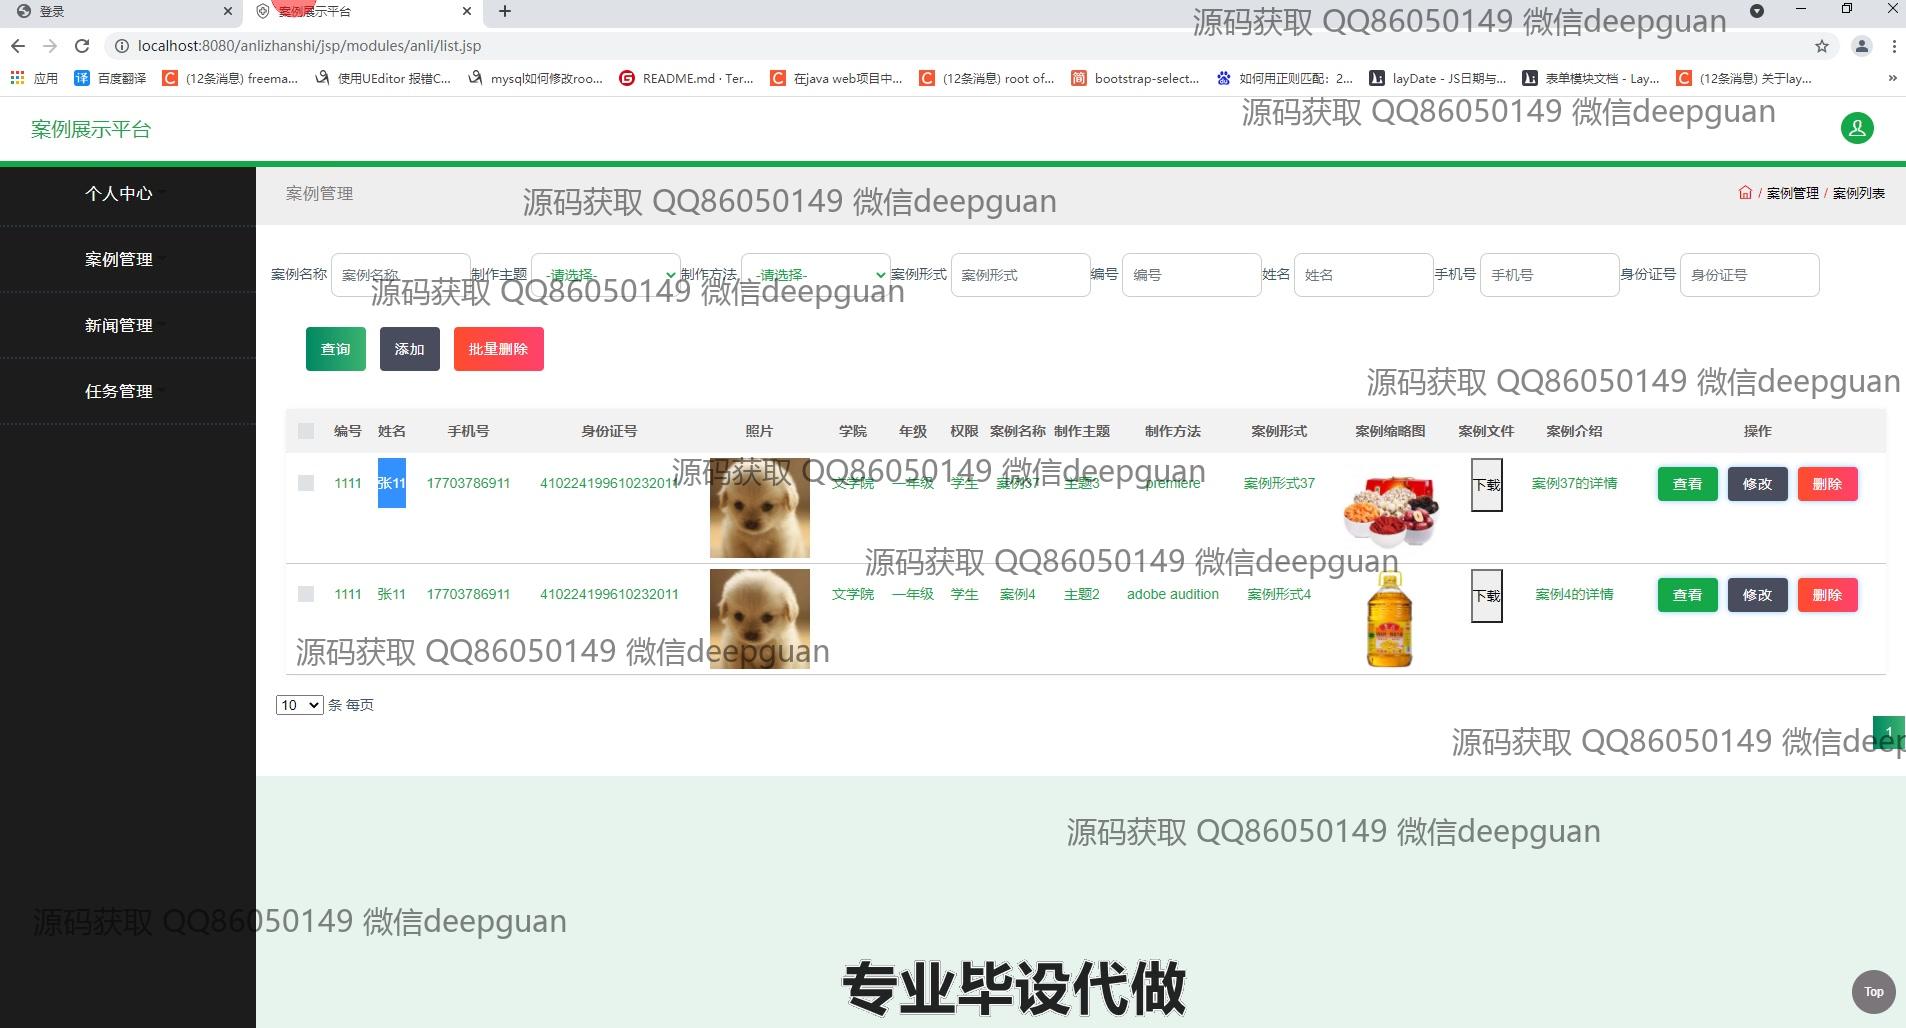 登录
案例展示平台
localhost:8080/anlizhanshi/jsp/modules/anli/list.jsp
源码获取 QQ86050149 微信deepguan
应用 百度翻译 (12条消息) freema... 使用UEditor 报错C... mysql如何修改roo... README.md · Ter... 在java web项目中... (12条消息) root of... bootstrap-select... 如何用正则匹配：2... layDate - JS日期与... 表单模块文档 - Lay... (12条消息) 关于lay... »
源码获取 QQ86050149 微信deepguan
案例展示平台
个人中心
案例管理
新闻管理
任务管理
案例管理
源码获取 QQ86050149 微信deepguan
/ 案例管理 / 案例列表
案例名称 案例名称 制作主题 -请选择- 制作方法 -请选择- 案例形式 案例形式 编号 编号 姓名 姓名 手机号 手机号 身份证号 身份证号
源码获取 QQ86050149 微信deepguan
查询 添加 批量删除
源码获取 QQ86050149 微信deepguan
编号 姓名 手机号 身份证号 照片 学院 年级 权限 案例名称 制作主题 制作方法 案例形式 案例缩略图 案例文件 案例介绍 操作
源码获取 QQ86050149 微信deepguan
1111 张11 17703786911 410224199610232011 文学院 一年级 学生 案例37 主题3 premiere 案例形式37 下载 案例37的详情 查看 修改 删除
源码获取 QQ86050149 微信deepguan
1111 张11 17703786911 410224199610232011 文学院 一年级 学生 案例4 主题2 adobe audition 案例形式4 下载 案例4的详情 查看 修改 删除
源码获取 QQ86050149 微信deepguan
10 条 每页
1
源码获取 QQ86050149 微信deep
源码获取 QQ86050149 微信deepguan
源码获取 QQ86050149 微信deepguan
专业毕设代做
Top